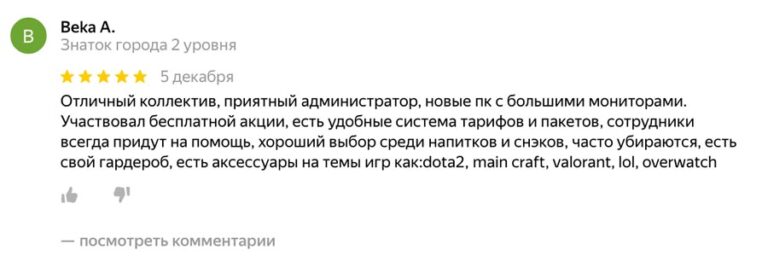 B
Beka A.
Знаток города 2 уровня
5 декабря
Отличный коллектив, приятный администратор, новые пк с большими мониторами.
Участвовал бесплатной акции, есть удобные система тарифов и пакетов, сотрудники
всегда придут на помощь, хороший выбор среди напитков и снэков, часто убираются, есть
свой гардероб, есть аксессуары на темы игр как:dota2, main craft, valorant, lol, overwatch
— посмотреть комментарии